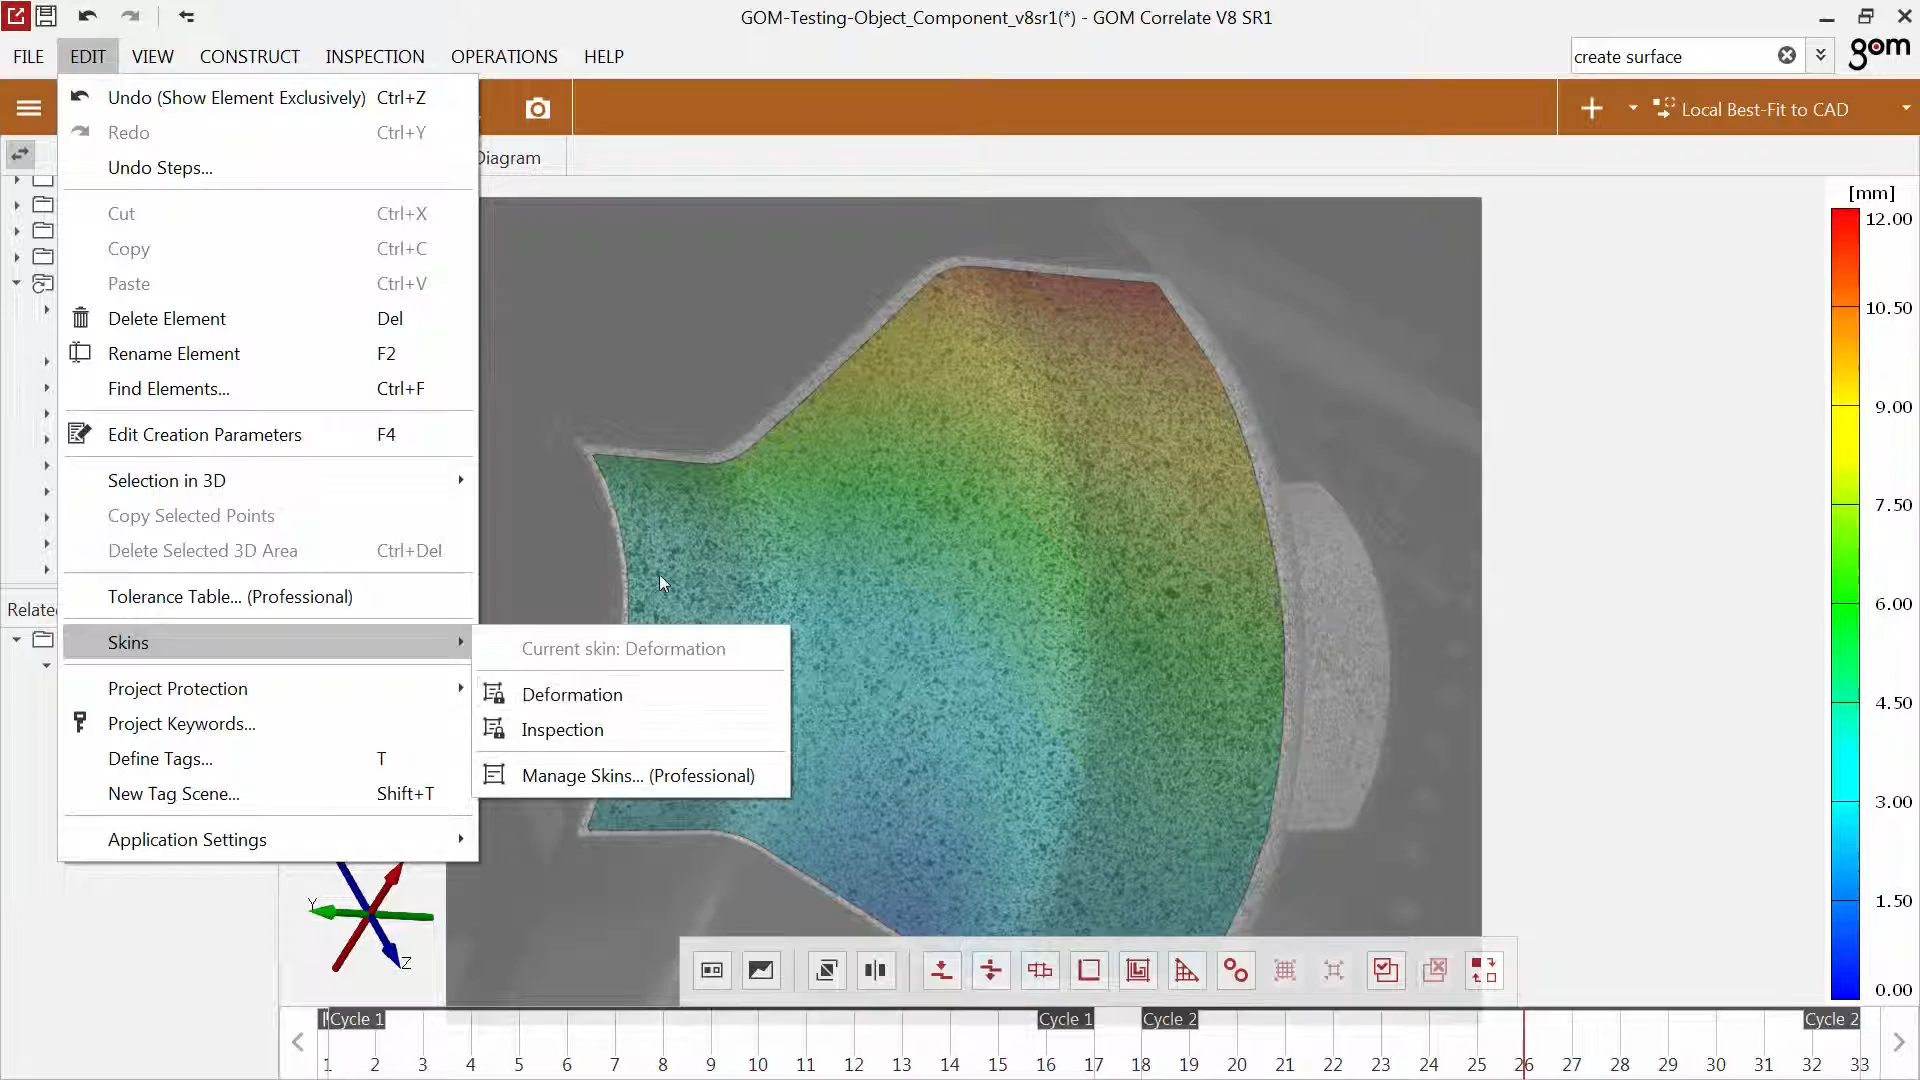 GOM-Testing-Object_Component_v8sr1(*) - GOM Correlate V8 SR1
FILE EDIT VIEW CONSTRUCT INSPECTION OPERATIONS HELP
create surface
gom
Undo (Show Element Exclusively) Ctrl+Z
Redo Ctrl+Y
Undo Steps...
Cut Ctrl+X
Copy Ctrl+C
Paste Ctrl+V
Delete Element Del
Rename Element F2
Find Elements... Ctrl+F
Edit Creation Parameters F4
Selection in 3D
Copy Selected Points
Delete Selected 3D Area Ctrl+Del
Tolerance Table... (Professional)
Skins
Project Protection
Project Keywords...
Define Tags... T
New Tag Scene... Shift+T
Application Settings
Current skin: Deformation
Deformation
Inspection
Manage Skins... (Professional)
Local Best-Fit to CAD
Diagram
Relate
[mm]
12.00
10.50
9.00
7.50
6.00
4.50
3.00
1.50
0.00
Y
Z
Cycle 1 Cycle 1 Cycle 2 Cycle 2
1 2 3 4 5 6 7 8 9 10 11 12 13 14 15 16 17 18 19 20 21 22 23 24 25 26 27 28 29 30 31 32 33